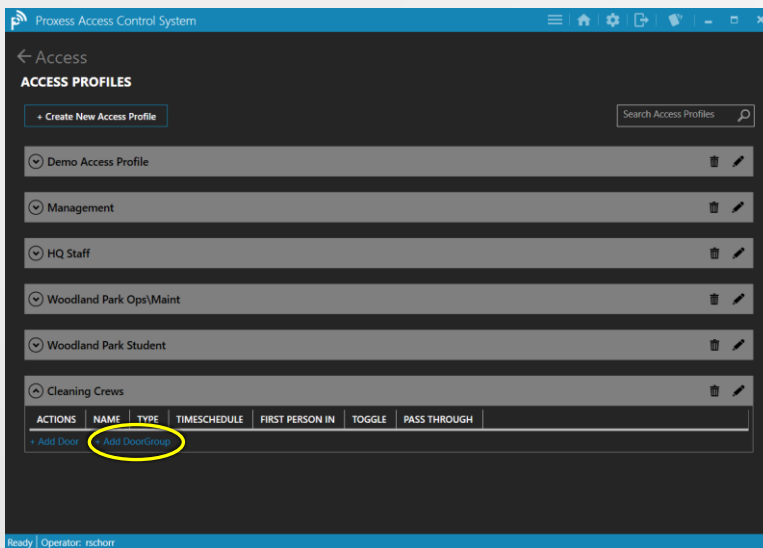 Proxess Access Control System
Access
ACCESS PROFILES
+ Create New Access Profile
Search Access Profiles
Demo Access Profile
Management
HQ Staff
Woodland Park Ops\Maint
Woodland Park Student
Cleaning Crews
ACTIONS NAME TYPE TIMESCHEDULE FIRST PERSON IN TOGGLE PASS THROUGH
+ Add Door + Add DoorGroup
Ready Operator: rschorr